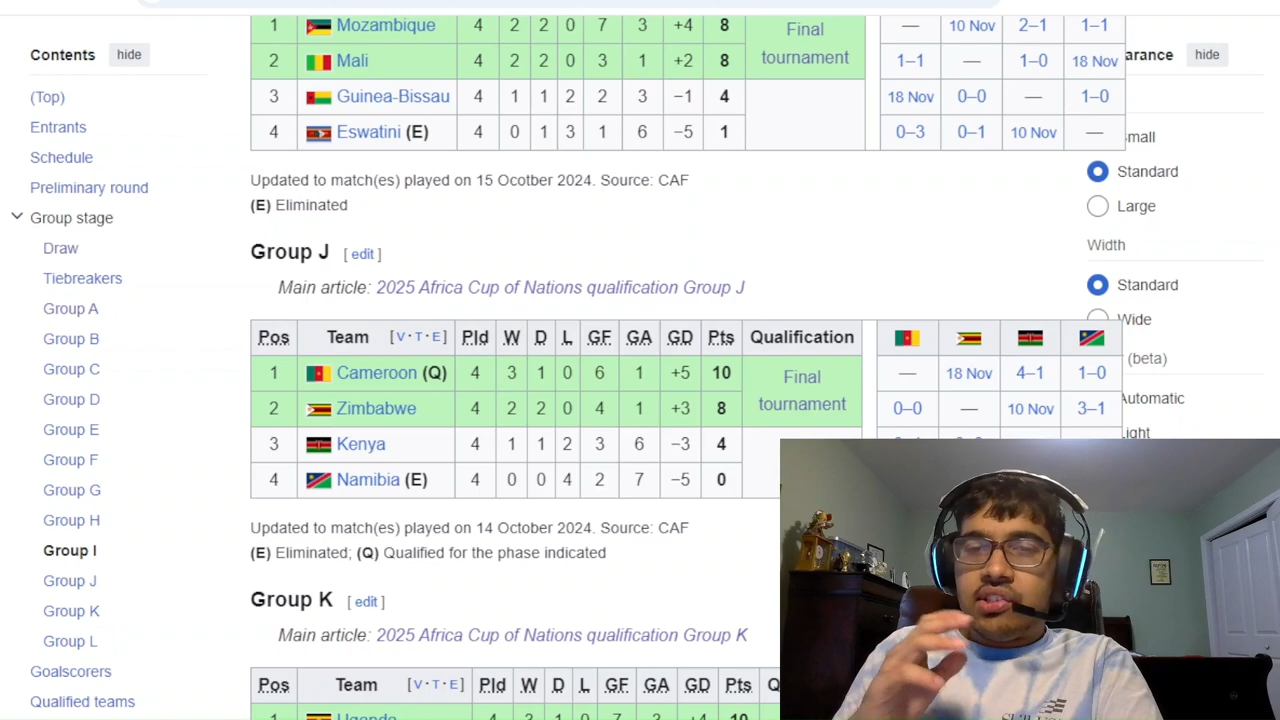 Contents hide
(Top)
Entrants
Schedule
Preliminary round
Group stage
Draw
Tiebreakers
Group A
Group B
Group C
Group D
Group E
Group F
Group G
Group H
Group I
Group J
Group K
Group L
Goalscorers
Qualified teams
1 Mozambique 4 2 2 0 7 3 +4 8 Final tournament — 10 Nov 2–1 1–1
2 Mali 4 2 2 0 3 1 +2 8 1–1 — 1–0 18 Nov
3 Guinea-Bissau 4 1 1 2 2 3 −1 4 18 Nov 0–0 — 1–0
4 Eswatini (E) 4 0 1 3 1 6 −5 1 0–3 0–1 10 Nov —
Updated to match(es) played on 15 Ocotber 2024. Source: CAF
(E) Eliminated
Group J [ edit ]
Main article: 2025 Africa Cup of Nations qualification Group J
Pos Team [V·T·E] Pld W D L GF GA GD Pts Qualification
1 Cameroon (Q) 4 3 1 0 6 1 +5 10 Final tournament — 18 Nov 4–1 1–0
2 Zimbabwe 4 2 2 0 4 1 +3 8 0–0 — 10 Nov 3–1
3 Kenya 4 1 1 2 3 6 −3 4
4 Namibia (E) 4 0 0 4 2 7 −5 0
Updated to match(es) played on 14 October 2024. Source: CAF
(E) Eliminated; (Q) Qualified for the phase indicated
Group K [ edit ]
Main article: 2025 Africa Cup of Nations qualification Group K
Pos Team [V·T·E] Pld W D L GF GA GD Pts Q
arance hide
mall
Standard
Large
Width
Standard
Wide
(beta)
Automatic
Light